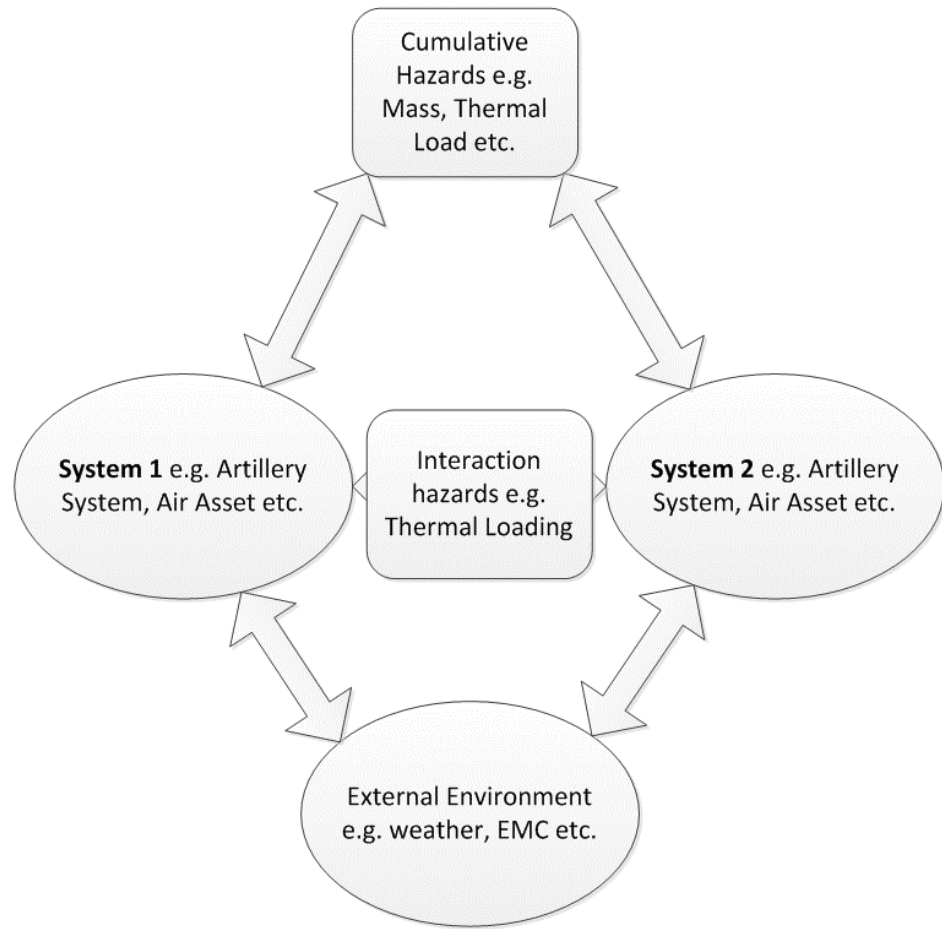 Cumulative
Hazards e.g.
Mass, Thermal
Load etc.
System 1 e.g. Artillery
System, Air Asset etc.
Interaction
hazards e.g.
Thermal Loading
System 2 e.g. Artillery
System, Air Asset etc.
External Environment
e.g. weather, EMC etc.